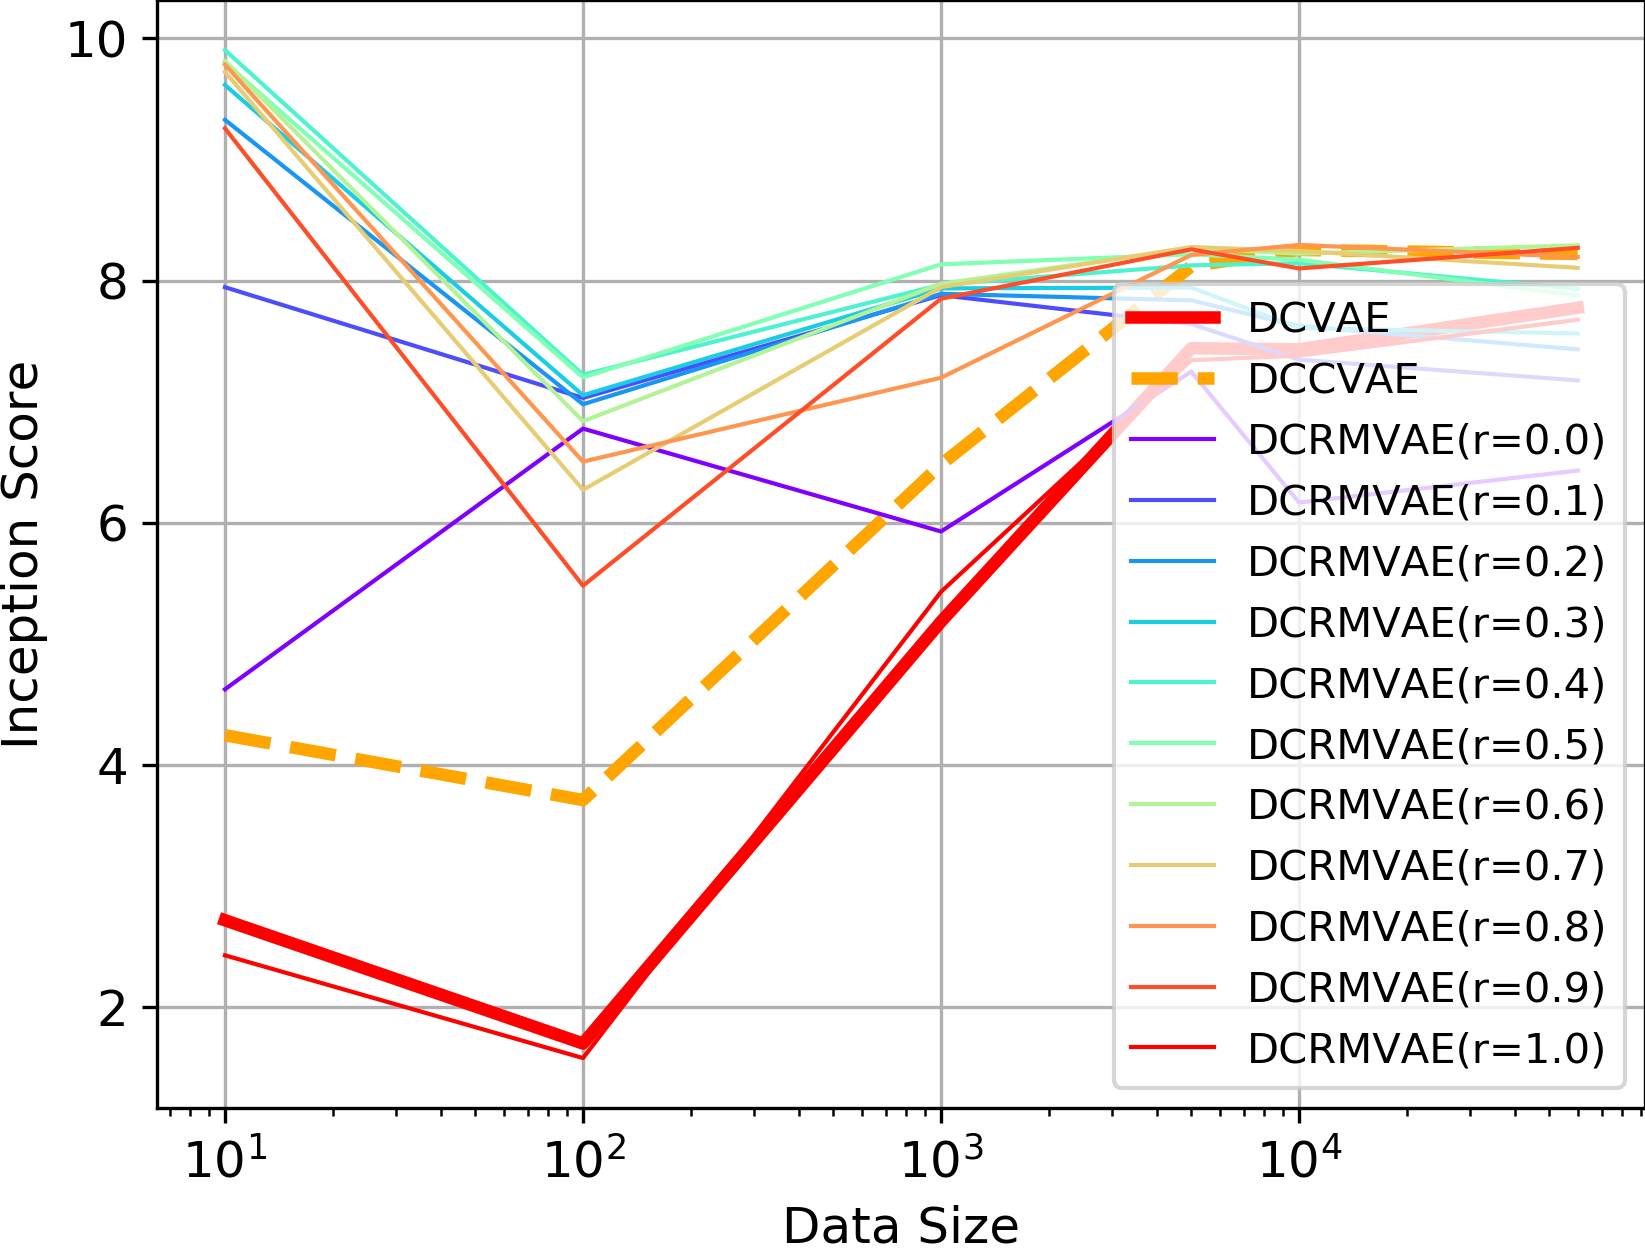 Inception Score
10
8
6
4
2
10¹
10²
10³
10⁴
Data Size
DCVAE
DCCVAE
DCRMVAE(r=0.0)
DCRMVAE(r=0.1)
DCRMVAE(r=0.2)
DCRMVAE(r=0.3)
DCRMVAE(r=0.4)
DCRMVAE(r=0.5)
DCRMVAE(r=0.6)
DCRMVAE(r=0.7)
DCRMVAE(r=0.8)
DCRMVAE(r=0.9)
DCRMVAE(r=1.0)